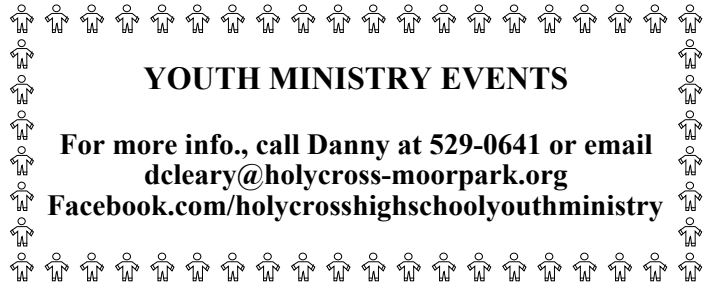 YOUTH MINISTRY EVENTS
For more info., call Danny at 529-0641 or email
dcleary@holycross-moorpark.org
Facebook.com/holycrosshighschoolyouthministry